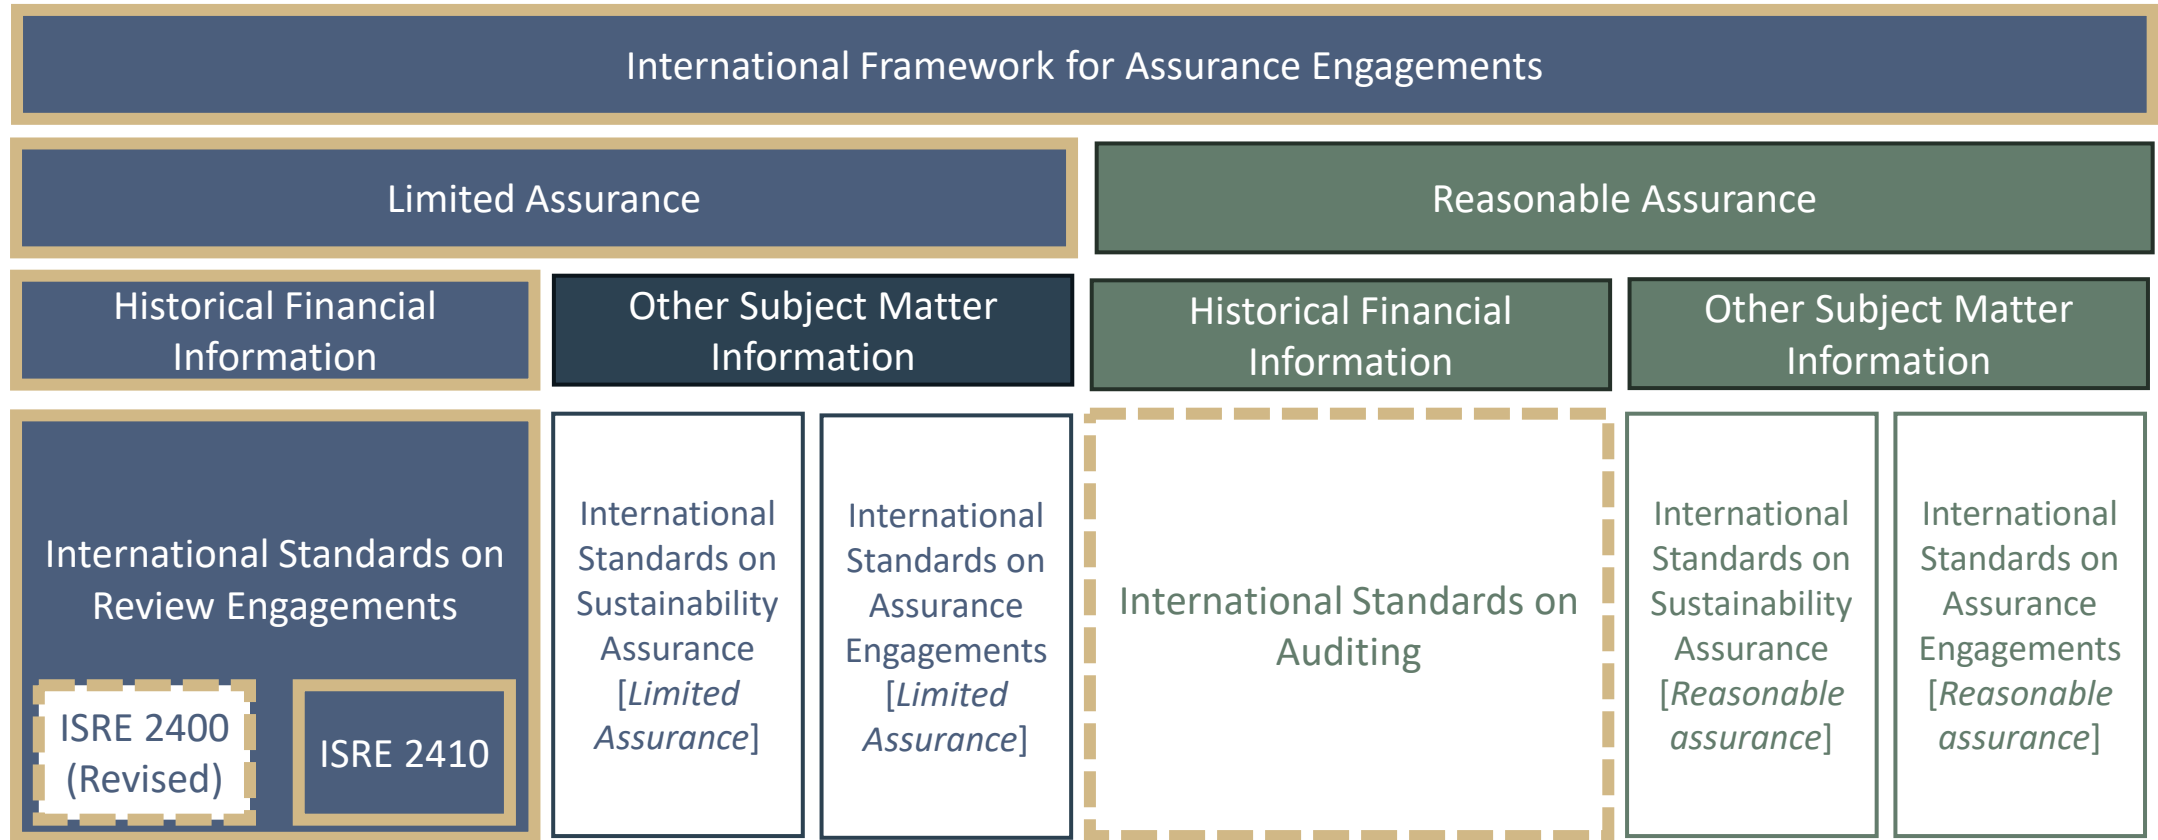 International Framework for Assurance Engagements
Limited Assurance
Reasonable Assurance
Historical Financial
Information
Other Subject Matter
Information
Historical Financial
Information
Other Subject Matter
Information
International Standards on
Review Engagements
ISRE 2400
(Revised)
ISRE 2410
International
Standards on
Sustainability
Assurance
[Limited
Assurance]
International
Standards on
Assurance
Engagements
[Limited
Assurance]
International Standards on
Auditing
International
Standards on
Sustainability
Assurance
[Reasonable
assurance]
International
Standards on
Assurance
Engagements
[Reasonable
assurance]